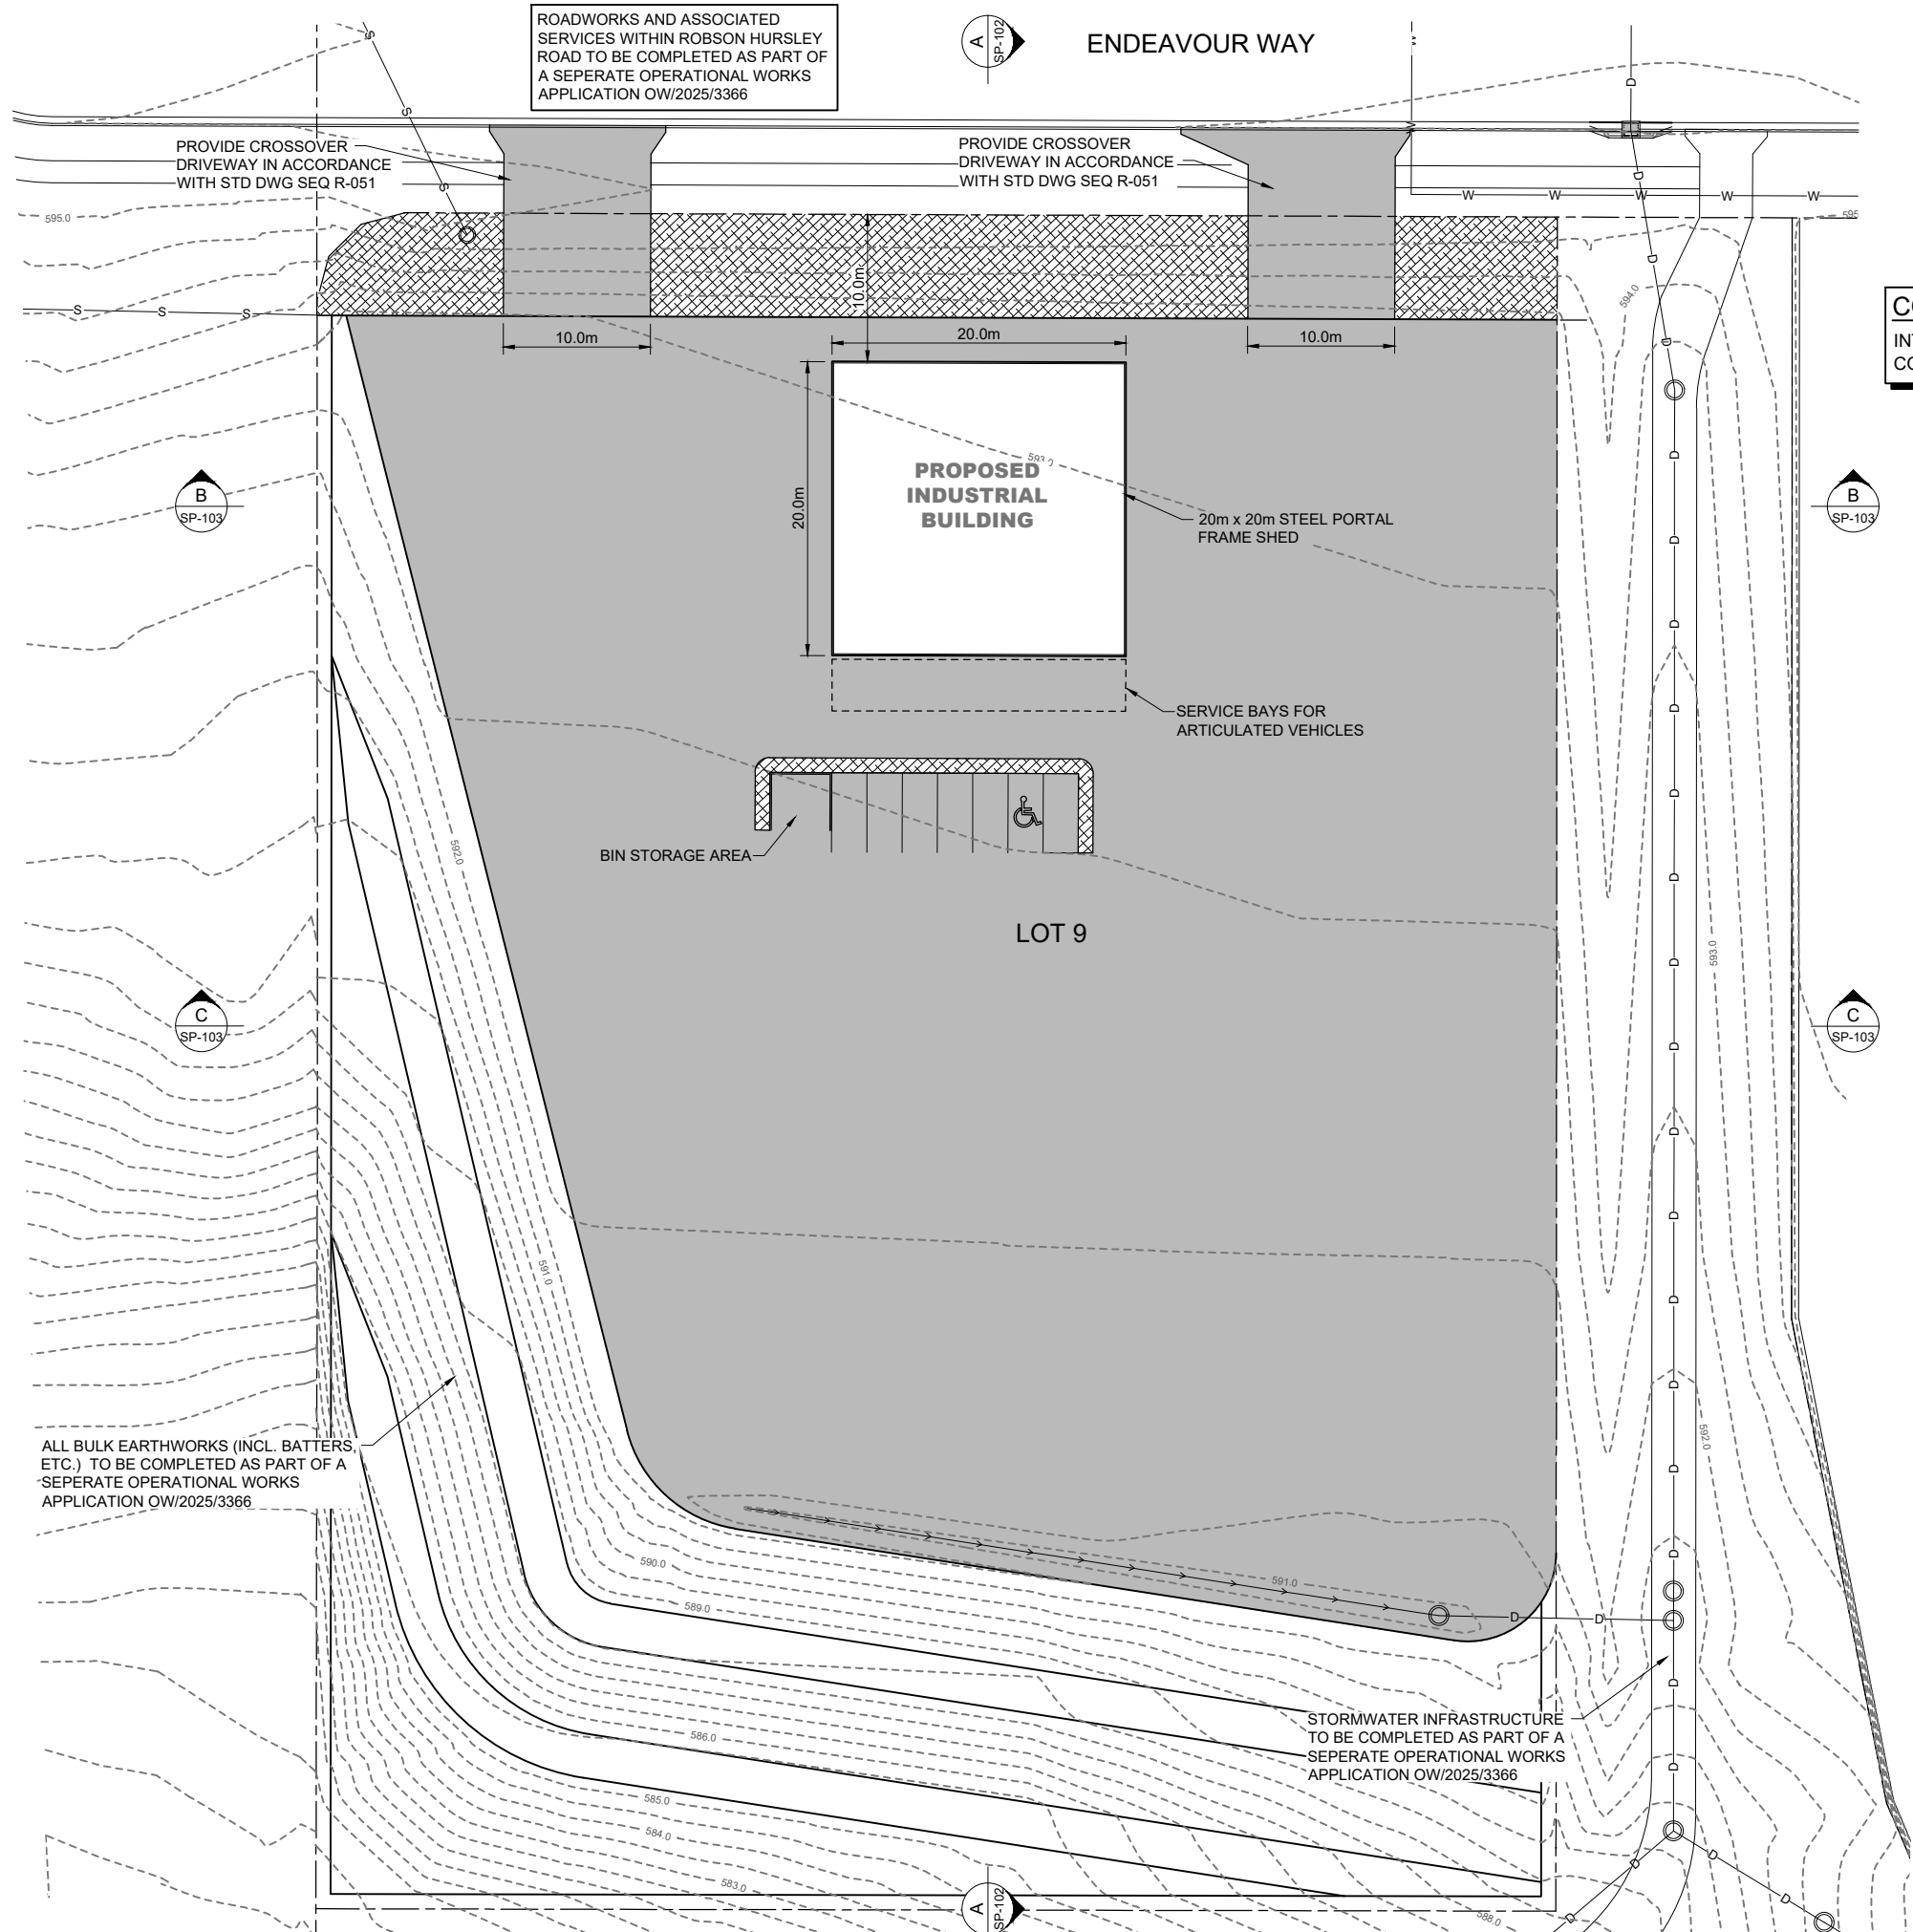 ROADWORKS AND ASSOCIATED
SERVICES WITHIN ROBSON HURSLEY
ROAD TO BE COMPLETED AS PART OF
A SEPERATE OPERATIONAL WORKS
APPLICATION OW/2025/3366
A
SP-102
ENDEAVOUR WAY
PROVIDE CROSSOVER
DRIVEWAY IN ACCORDANCE
WITH STD DWG SEQ R-051
PROVIDE CROSSOVER
DRIVEWAY IN ACCORDANCE
WITH STD DWG SEQ R-051
S
S
S
W
W
D
D
W W W W W
595.0
595
D
10.0m
594.0
S S S
10.0m
20.0m
10.0m
D
20.0m
593.0
PROPOSED
INDUSTRIAL
BUILDING
D
B
SP-103
B
SP-103
20m x 20m STEEL PORTAL
FRAME SHED
D
D
SERVICE BAYS FOR
ARTICULATED VEHICLES
D
D
592.0
BIN STORAGE AREA
D
LOT 9
593.0
D
C
SP-103
C
SP-103
D
D
D
591.0
D
D
592.0
ALL BULK EARTHWORKS (INCL. BATTERS,
ETC.) TO BE COMPLETED AS PART OF A
SEPERATE OPERATIONAL WORKS
APPLICATION OW/2025/3366
D
D
590.0
591.0
589.0
D D
D
586.0
STORMWATER INFRASTRUCTURE
TO BE COMPLETED AS PART OF A
SEPERATE OPERATIONAL WORKS
APPLICATION OW/2025/3366
D
585.0
584.0
D
D
583.0
D
D
588.0
A
SP-102